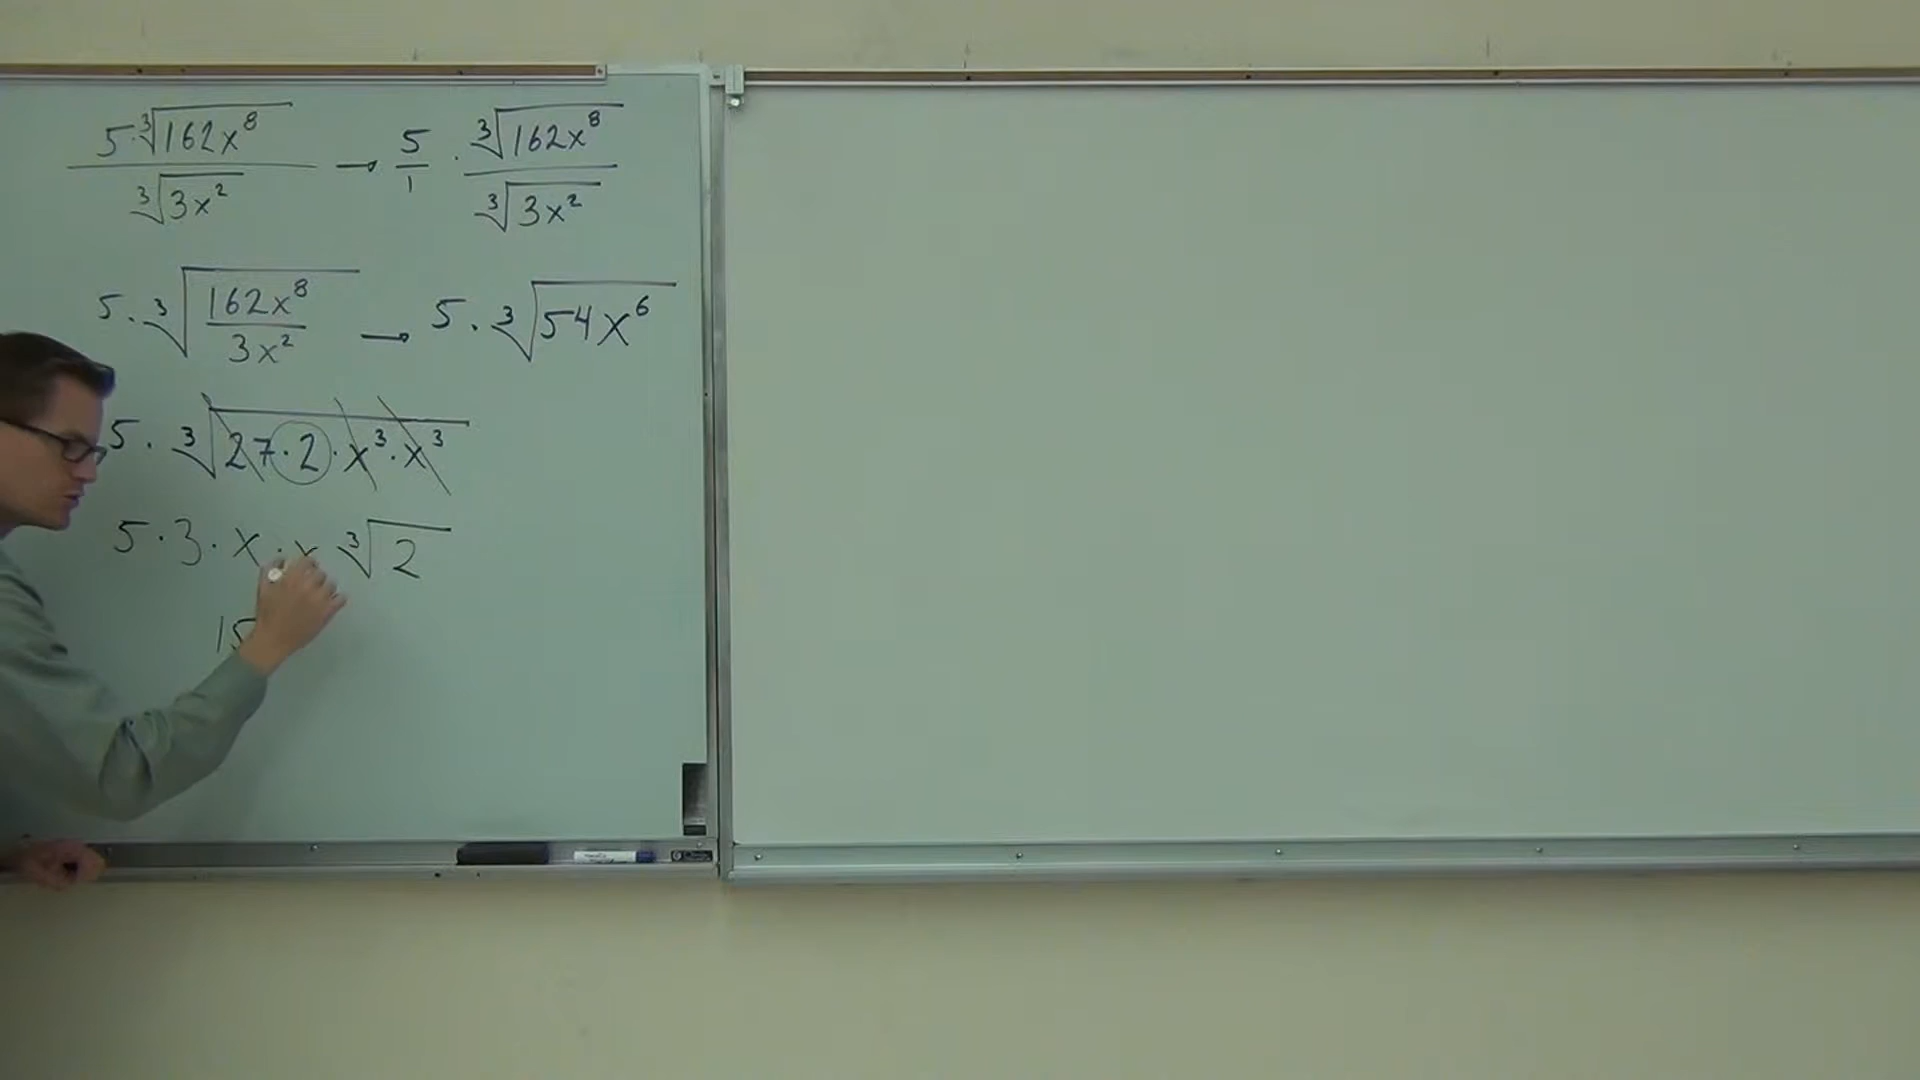 5·∛(162x⁸) / ∛(3x²) → 5/1 · ∛(162x⁸) / ∛(3x²)
5·∛(162x⁸ / 3x²) → 5·∛(54x⁶)
5·∛(27·2·x³·x³)
5·3·x·x ∛2
15